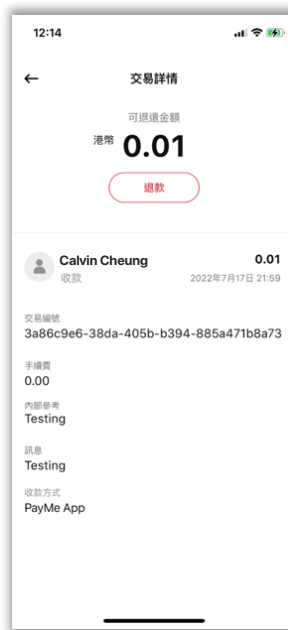 12:14
交易詳情
可退還金額
港幣 0.01
退款
Calvin Cheung 0.01
收款 2022年7月17日 21:59
交易編號
3a86c9e6-38da-405b-b394-885a471b8a73
手續費
0.00
內部參考
Testing
訊息
Testing
收款方式
PayMe App